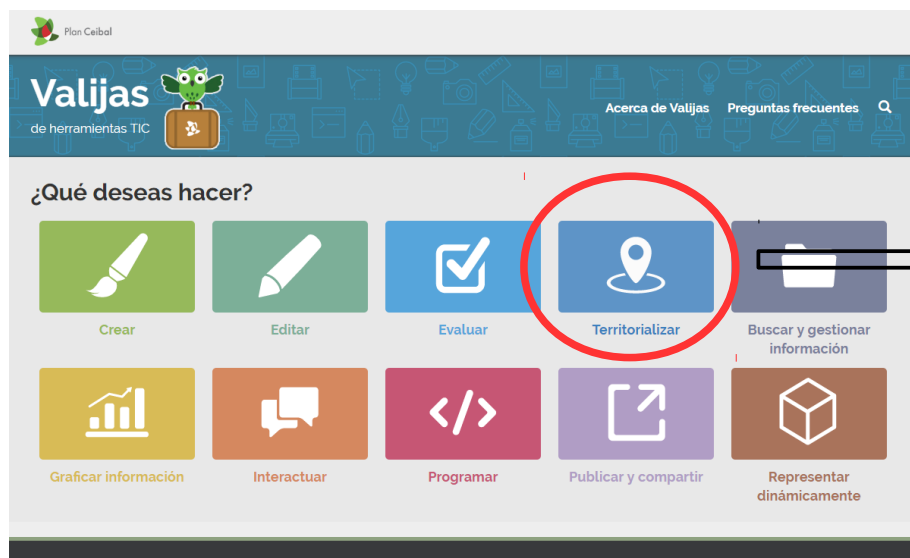 Plan Ceibal
Valijas
de herramientas TIC
Acerca de Valijas Preguntas frecuentes
¿Qué deseas hacer?
Crear Editar Evaluar Territorializar Buscar y gestionar
información
Graficar información Interactuar Programar Publicar y compartir Representar
dinámicamente